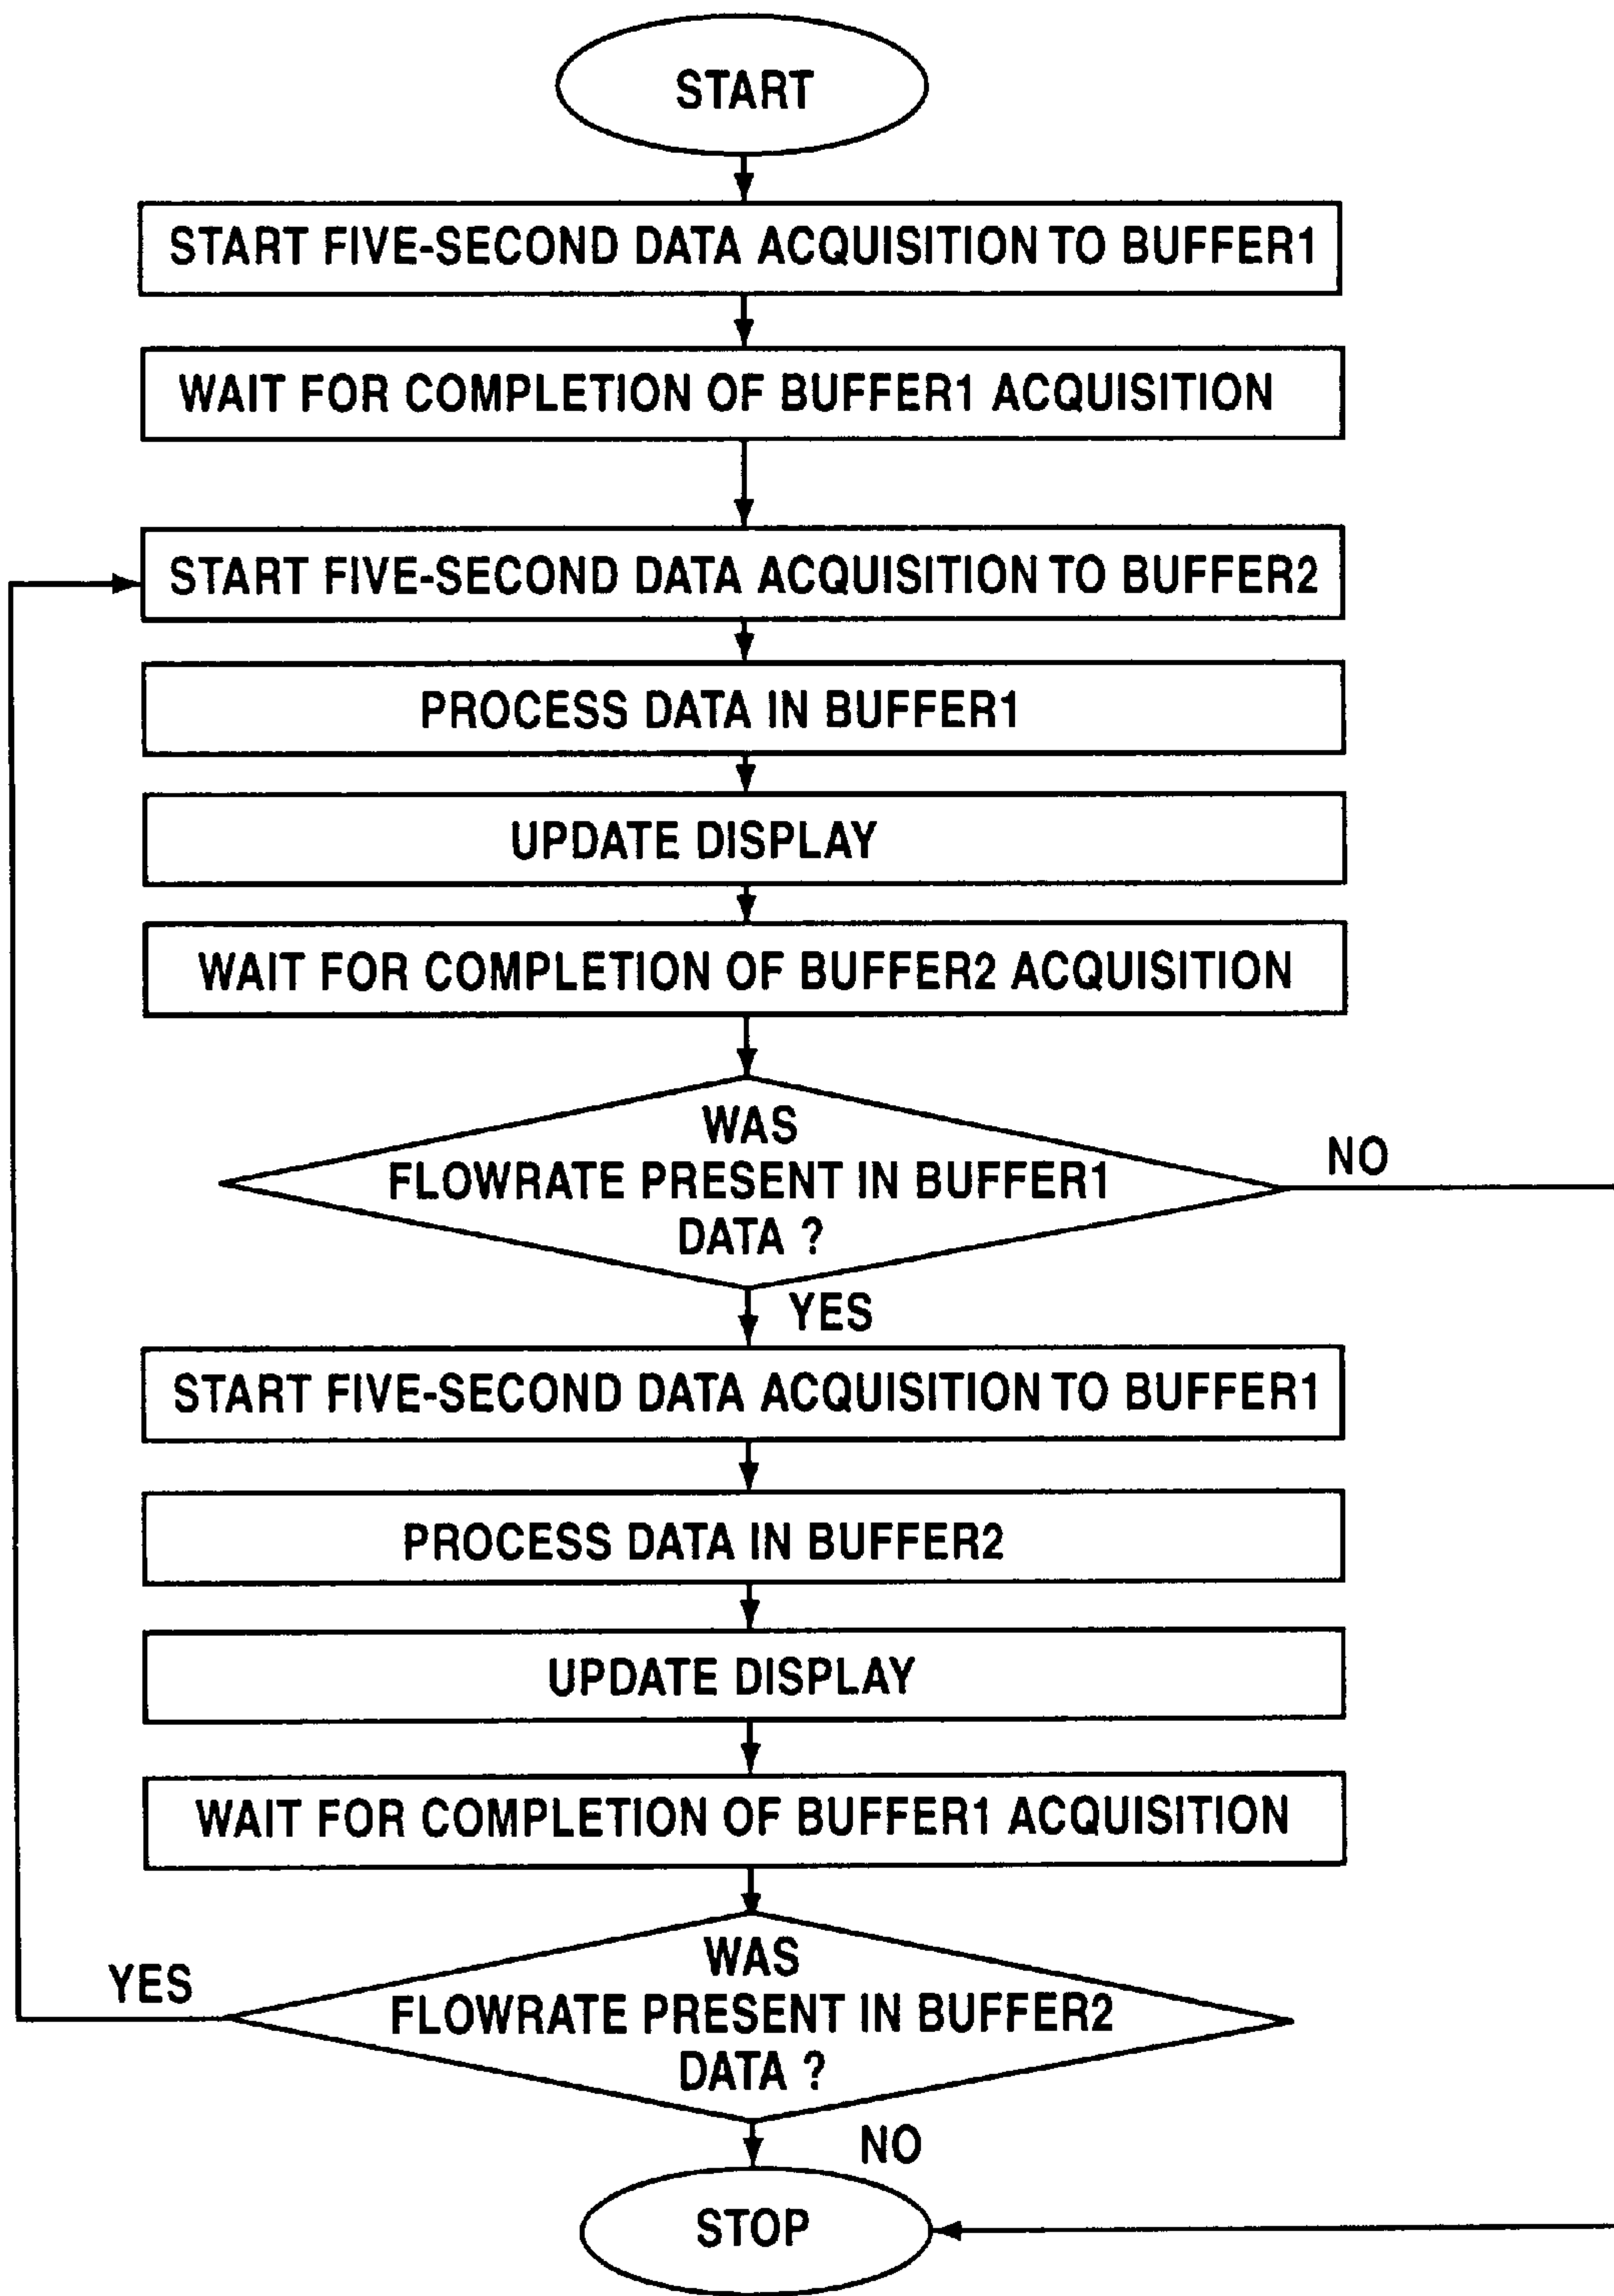 START
START FIVE-SECOND DATA ACQUISITION TO BUFFER1
WAIT FOR COMPLETION OF BUFFER1 ACQUISITION
START FIVE-SECOND DATA ACQUISITION TO BUFFER2
PROCESS DATA IN BUFFER1
UPDATE DISPLAY
WAIT FOR COMPLETION OF BUFFER2 ACQUISITION
WAS
FLOWRATE PRESENT IN BUFFER1
DATA ?
NO
YES
START FIVE-SECOND DATA ACQUISITION TO BUFFER1
PROCESS DATA IN BUFFER2
UPDATE DISPLAY
WAIT FOR COMPLETION OF BUFFER1 ACQUISITION
WAS
FLOWRATE PRESENT IN BUFFER2
DATA ?
YES
NO
STOP